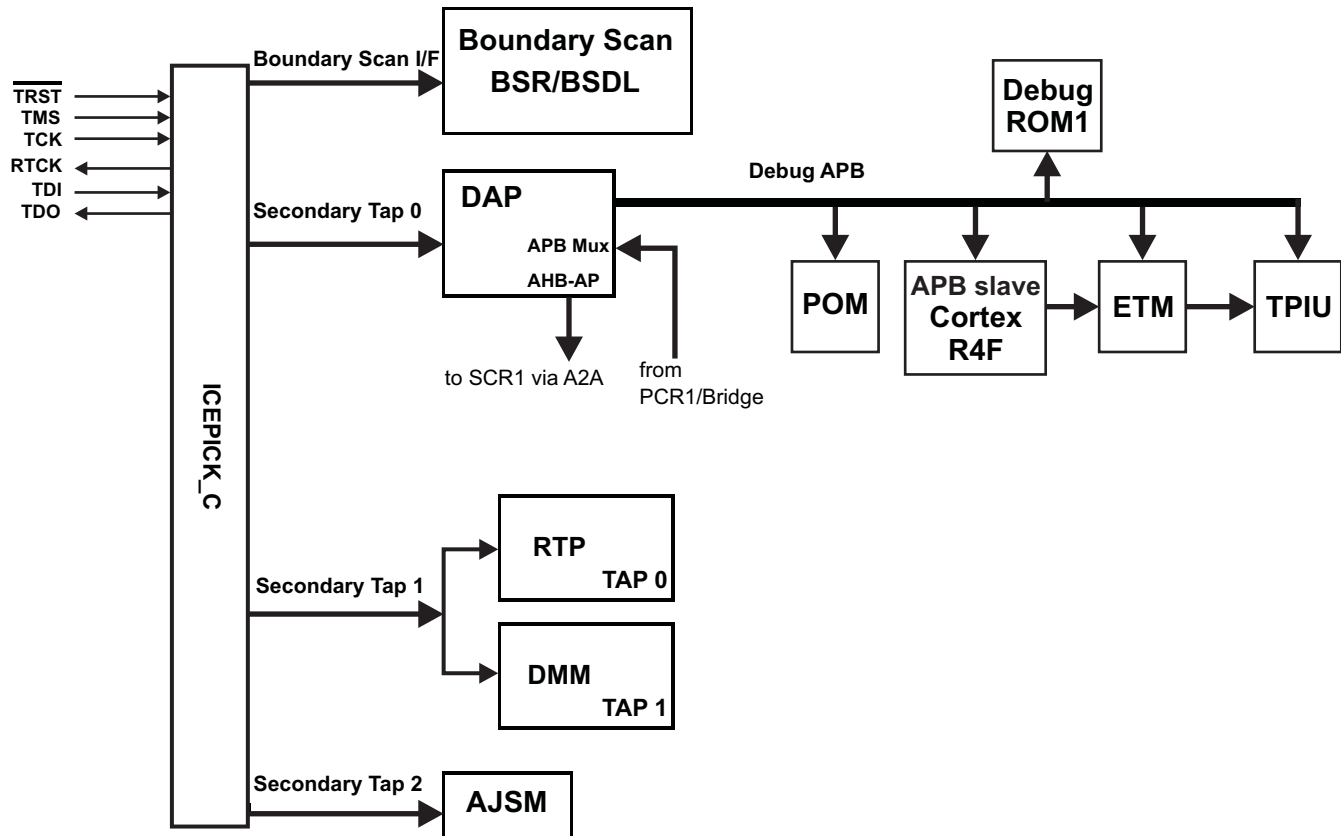 TRST
TMS
TCK
RTCK
TDI
TDO
ICEPICK_C
Boundary Scan I/F
Boundary Scan
BSR/BSDL
Secondary Tap 0
DAP
APB Mux
AHB-AP
to SCR1 via A2A
from
PCR1/Bridge
Debug APB
Debug
ROM1
POM
APB slave
Cortex
R4F
ETM
TPIU
Secondary Tap 1
RTP
TAP 0
DMM
TAP 1
Secondary Tap 2
AJSM